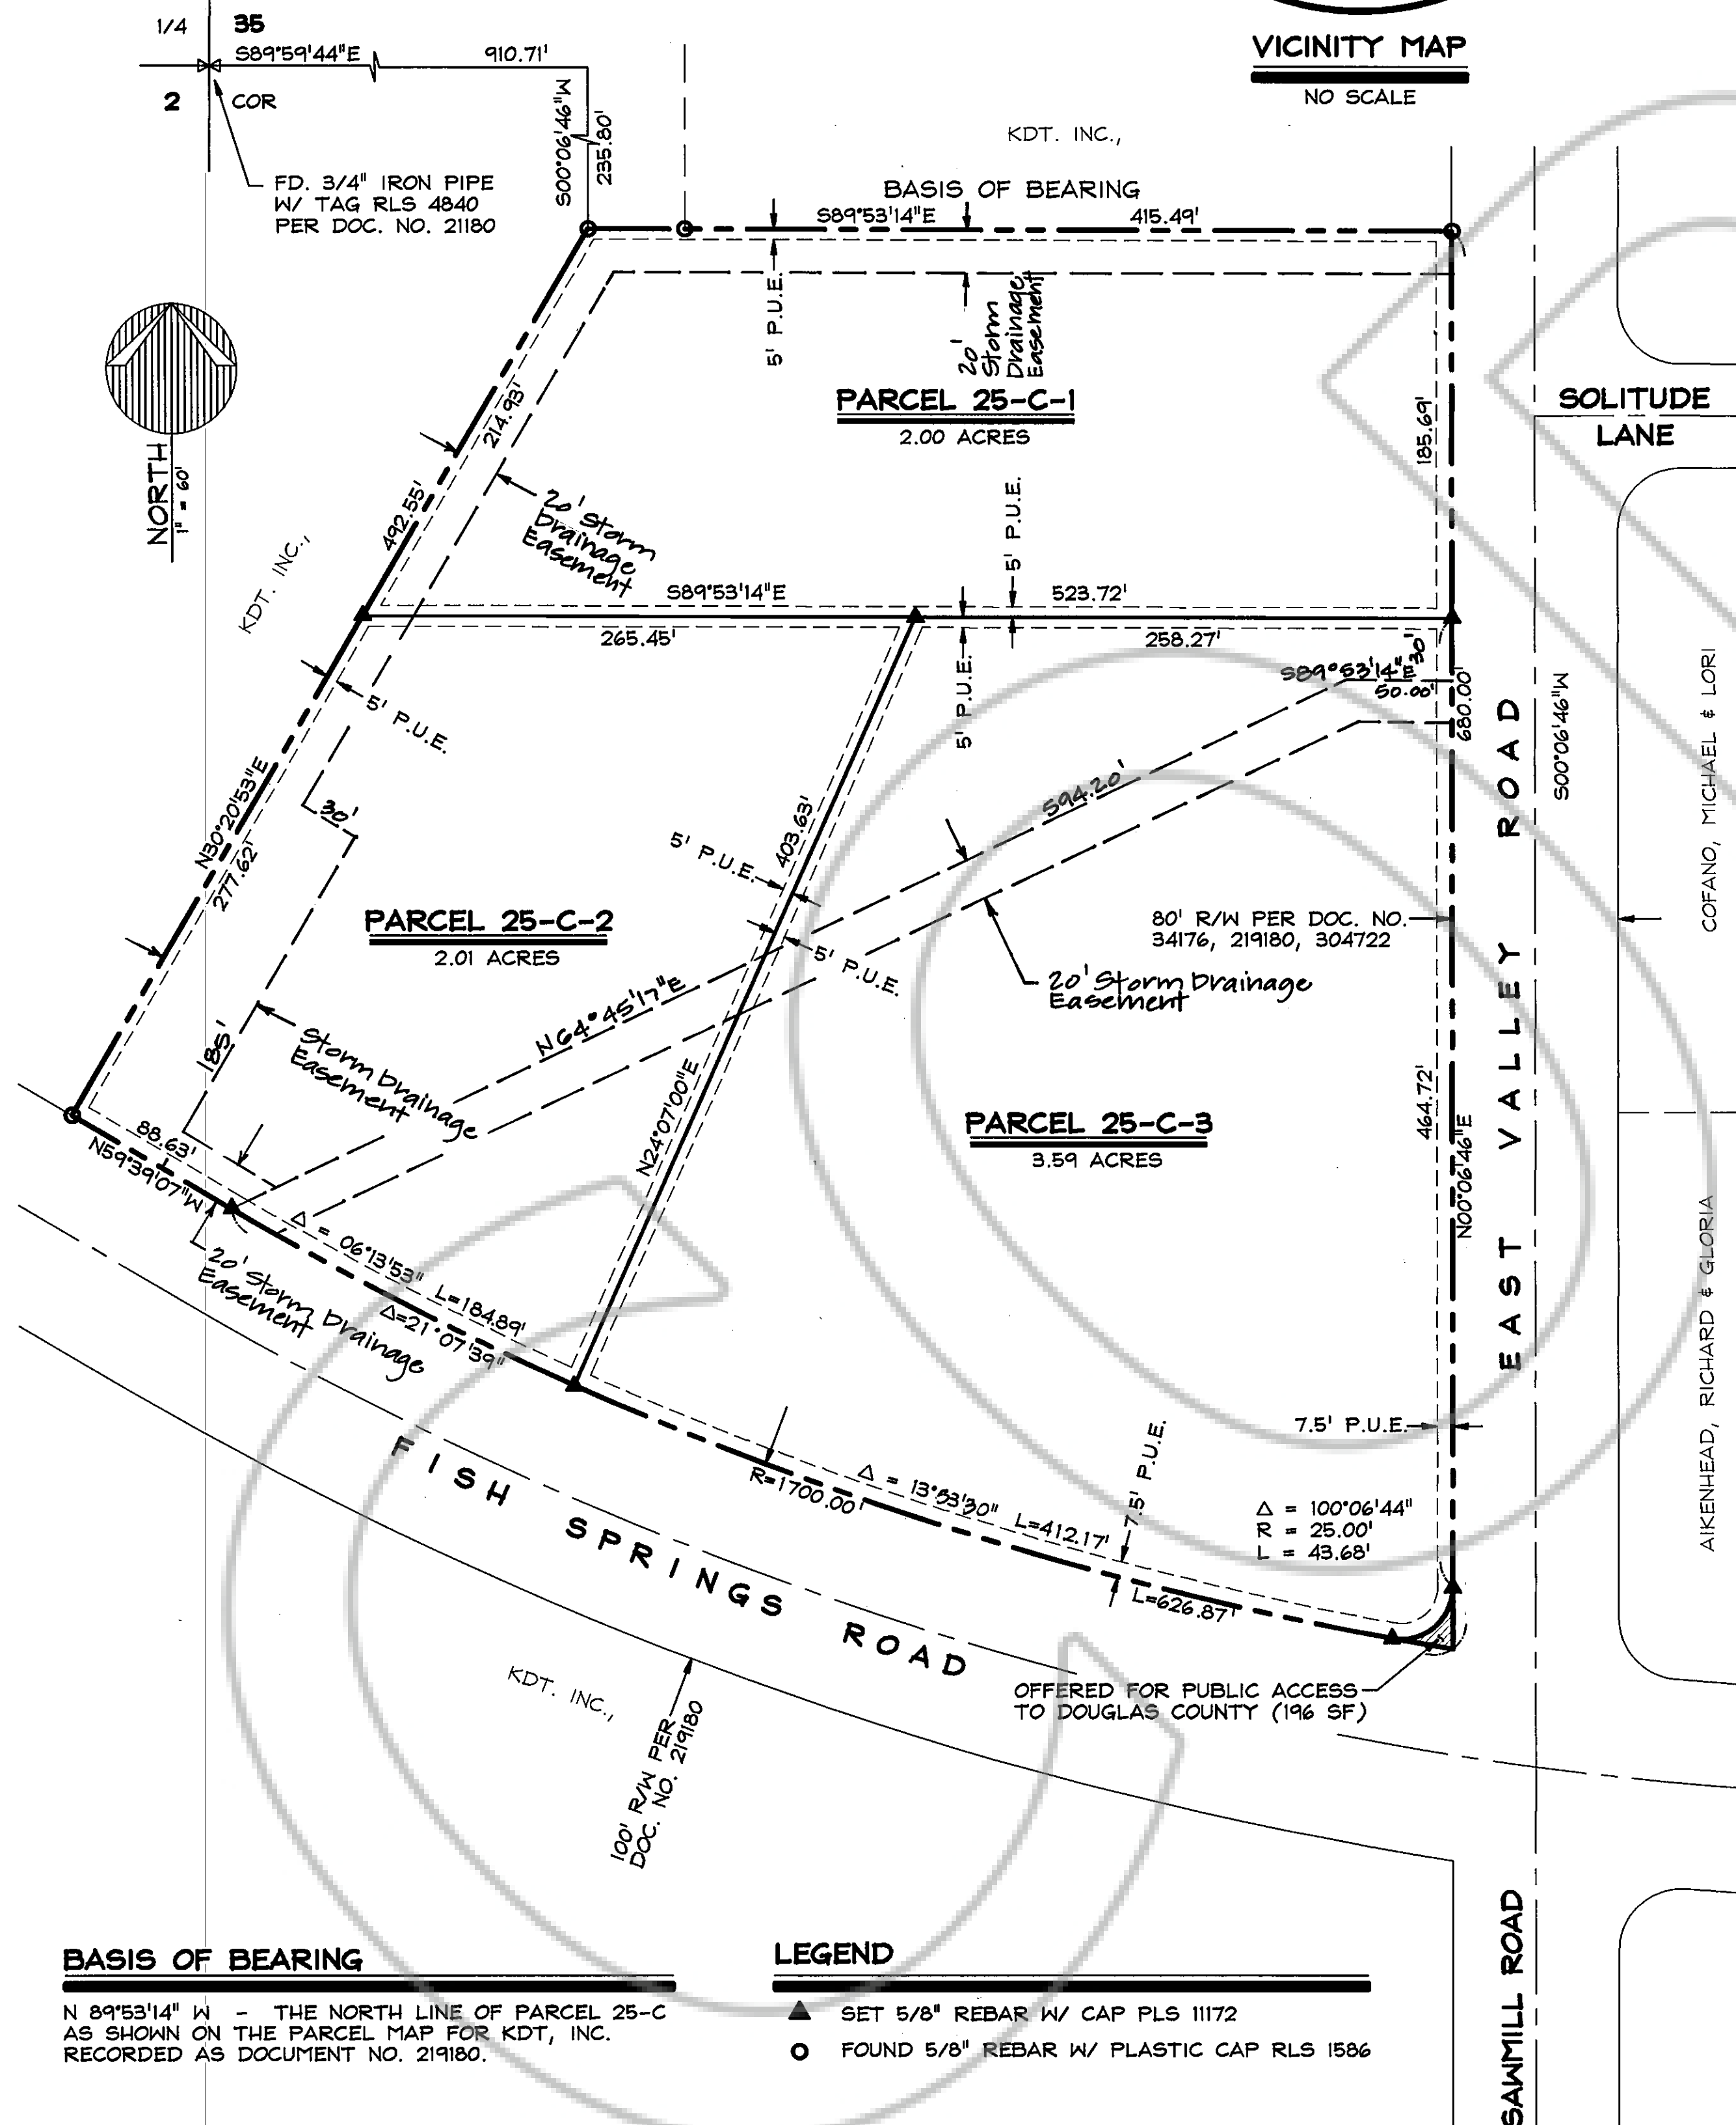 1/4 35
S89°59'44"E 910.71'
2 COR
S00°06'46"W
235.80'
FD. 3/4" IRON PIPE
W/ TAG RLS 4840
PER DOC. NO. 21180
VICINITY MAP
NO SCALE
KDT. INC.,
BASIS OF BEARING
S89°53'14"E 415.49'
5' P.U.E.
20'
Storm
Drainage
Easement
PARCEL 25-C-1
2.00 ACRES
185.69'
SOLITUDE
LANE
NORTH
1" = 60'
214.93'
492.55'
20' Storm
Drainage
Easement
KDT. INC.,
5' P.U.E.
S89°53'14"E 523.72'
265.45' 258.27'
5' P.U.E.
S89°53'14"E 30'
50.00'
680.00'
5' P.U.E.
S00°06'46"W
COFANO, MICHAEL & LORI
30'
N30°20'53"E
277.62'
594.20'
403.63'
5' P.U.E.
PARCEL 25-C-2
2.01 ACRES
5' P.U.E.
80' R/W PER DOC. NO.
34176, 219180, 304722
20' Storm Drainage
Easement
N64°45'17"E
185'
Storm Drainage
Easement
N24°07'00"E
PARCEL 25-C-3
3.59 ACRES
464.72'
N00°06'46"E
EAST VALLEY ROAD
88.63'
N59°39'07"W
20' Storm Drainage
Easement
Δ = 06°13'53" L=184.89'
Δ=21°07'39"
AIKENHEAD, RICHARD & GLORIA
7.5' P.U.E.
7.5' P.U.E.
R=1700.00'
Δ = 13°53'30" L=412.17'
L=626.87'
Δ = 100°06'44"
R = 25.00'
L = 43.68'
FISH SPRINGS ROAD
KDT. INC.,
100' R/W PER
DOC. NO. 219180
OFFERED FOR PUBLIC ACCESS
TO DOUGLAS COUNTY (196 SF)
SAWMILL ROAD
BASIS OF BEARING
N 89°53'14" W - THE NORTH LINE OF PARCEL 25-C
AS SHOWN ON THE PARCEL MAP FOR KDT, INC.
RECORDED AS DOCUMENT NO. 219180.
LEGEND
SET 5/8" REBAR W/ CAP PLS 11172
FOUND 5/8" REBAR W/ PLASTIC CAP RLS 1586